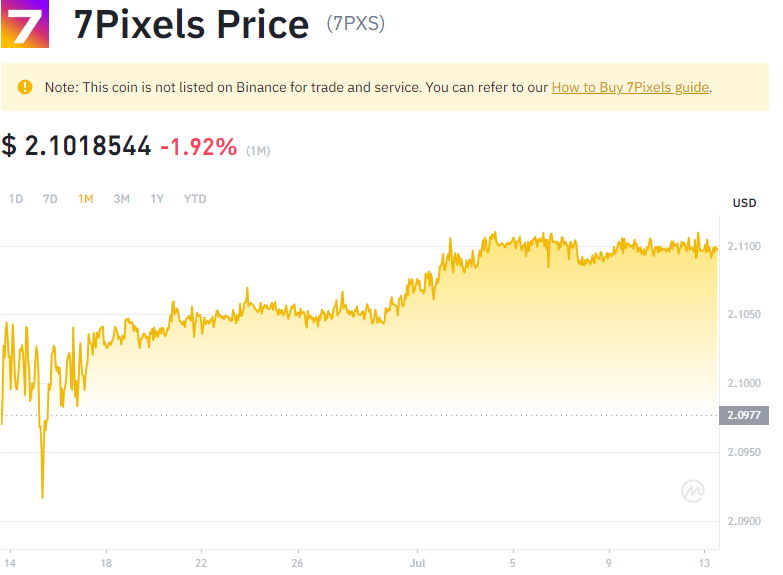 7
7Pixels Price (7PXS)
Note: This coin is not listed on Binance for trade and service. You can refer to our How to Buy 7Pixels guide.
$ 2.1018544 -1.92% (1M)
1D 7D 1M 3M 1Y YTD
USD
2.1100
2.1050
2.1000
2.0977
2.0950
2.0900
14 18 22 26 Jul 5 9 13